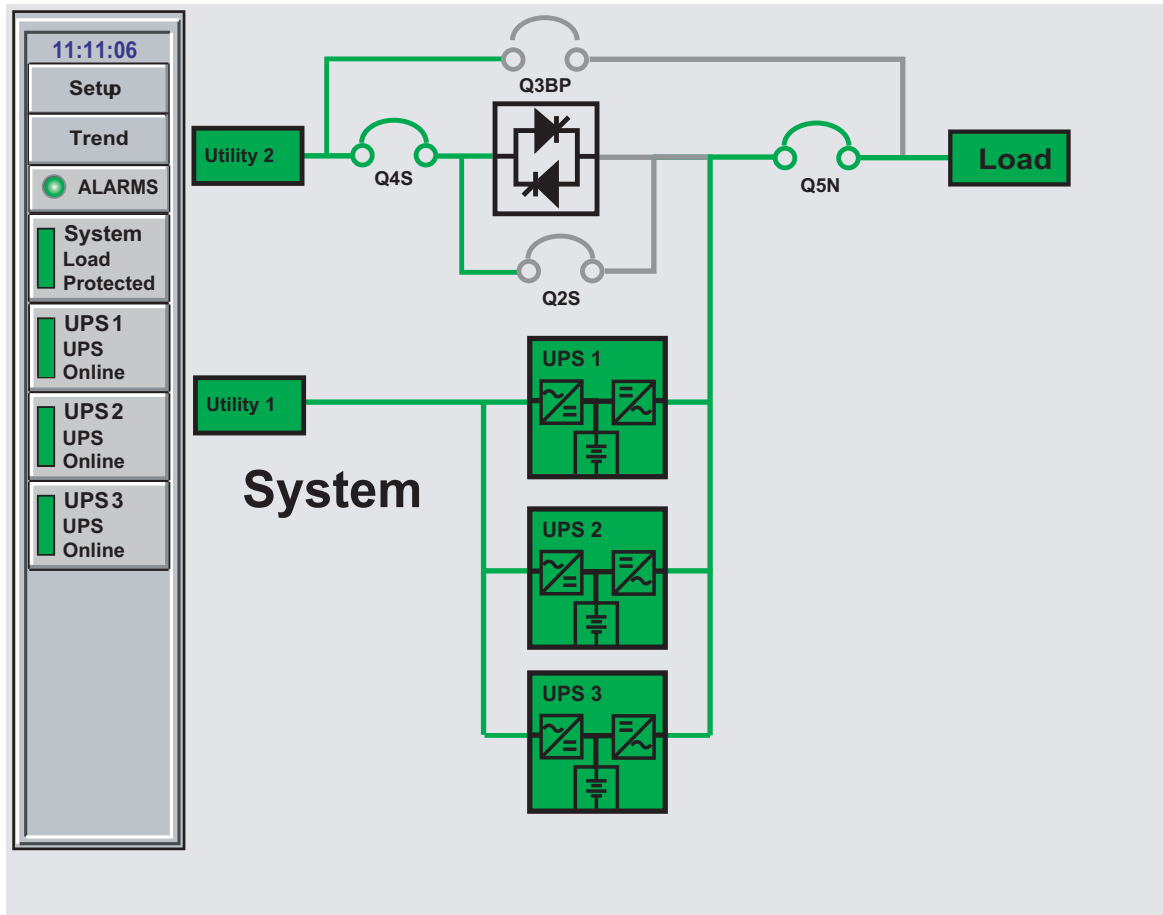 11:11:06
Setup
Trend
ALARMS
System
Load
Protected
UPS 1
UPS
Online
UPS 2
UPS
Online
UPS 3
UPS
Online
Q3BP
Utility 2
Q4S
Q5N
Load
Q2S
UPS 1
Utility 1
System
UPS 2
UPS 3